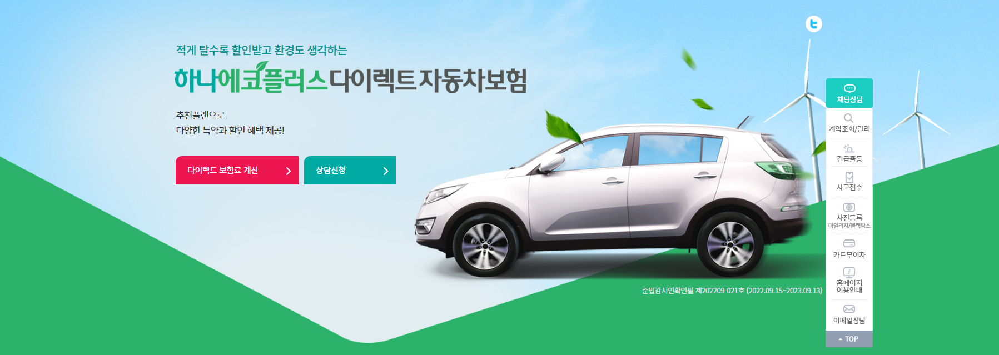 적게 탈수록 할인받고 환경도 생각하는
하나에코플러스 다이렉트 자동차보험
추천플랜으로
다양한 특약과 할인 혜택 제공!
다이렉트 보험료 계산
상담신청
준법감시인확인필 제202209-021호 (2022.09.15~2023.09.13)
채팅상담
계약조회/관리
긴급출동
사고접수
사진등록
마일리지/블랙박스
카드무이자
홈페이지
이용안내
이메일상담
TOP